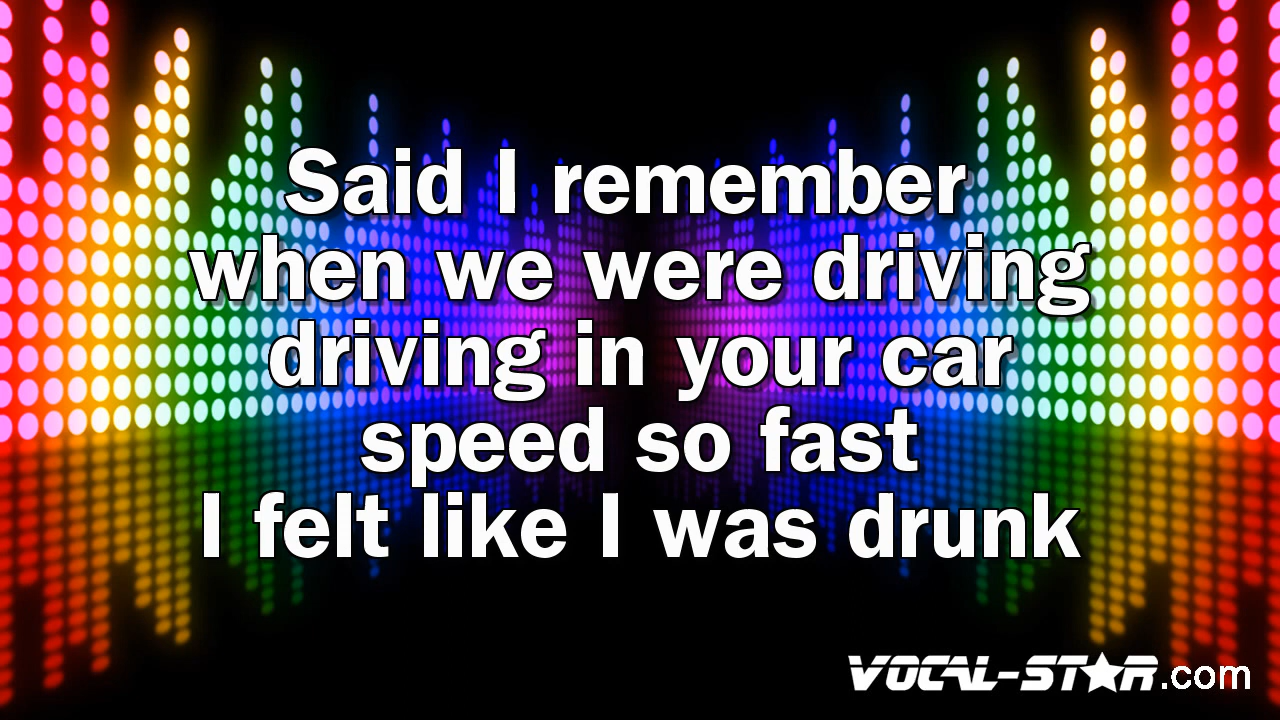 Said I remember
when we were driving
driving in your car
speed so fast
I felt like I was drunk
VOCAL-STAR.com